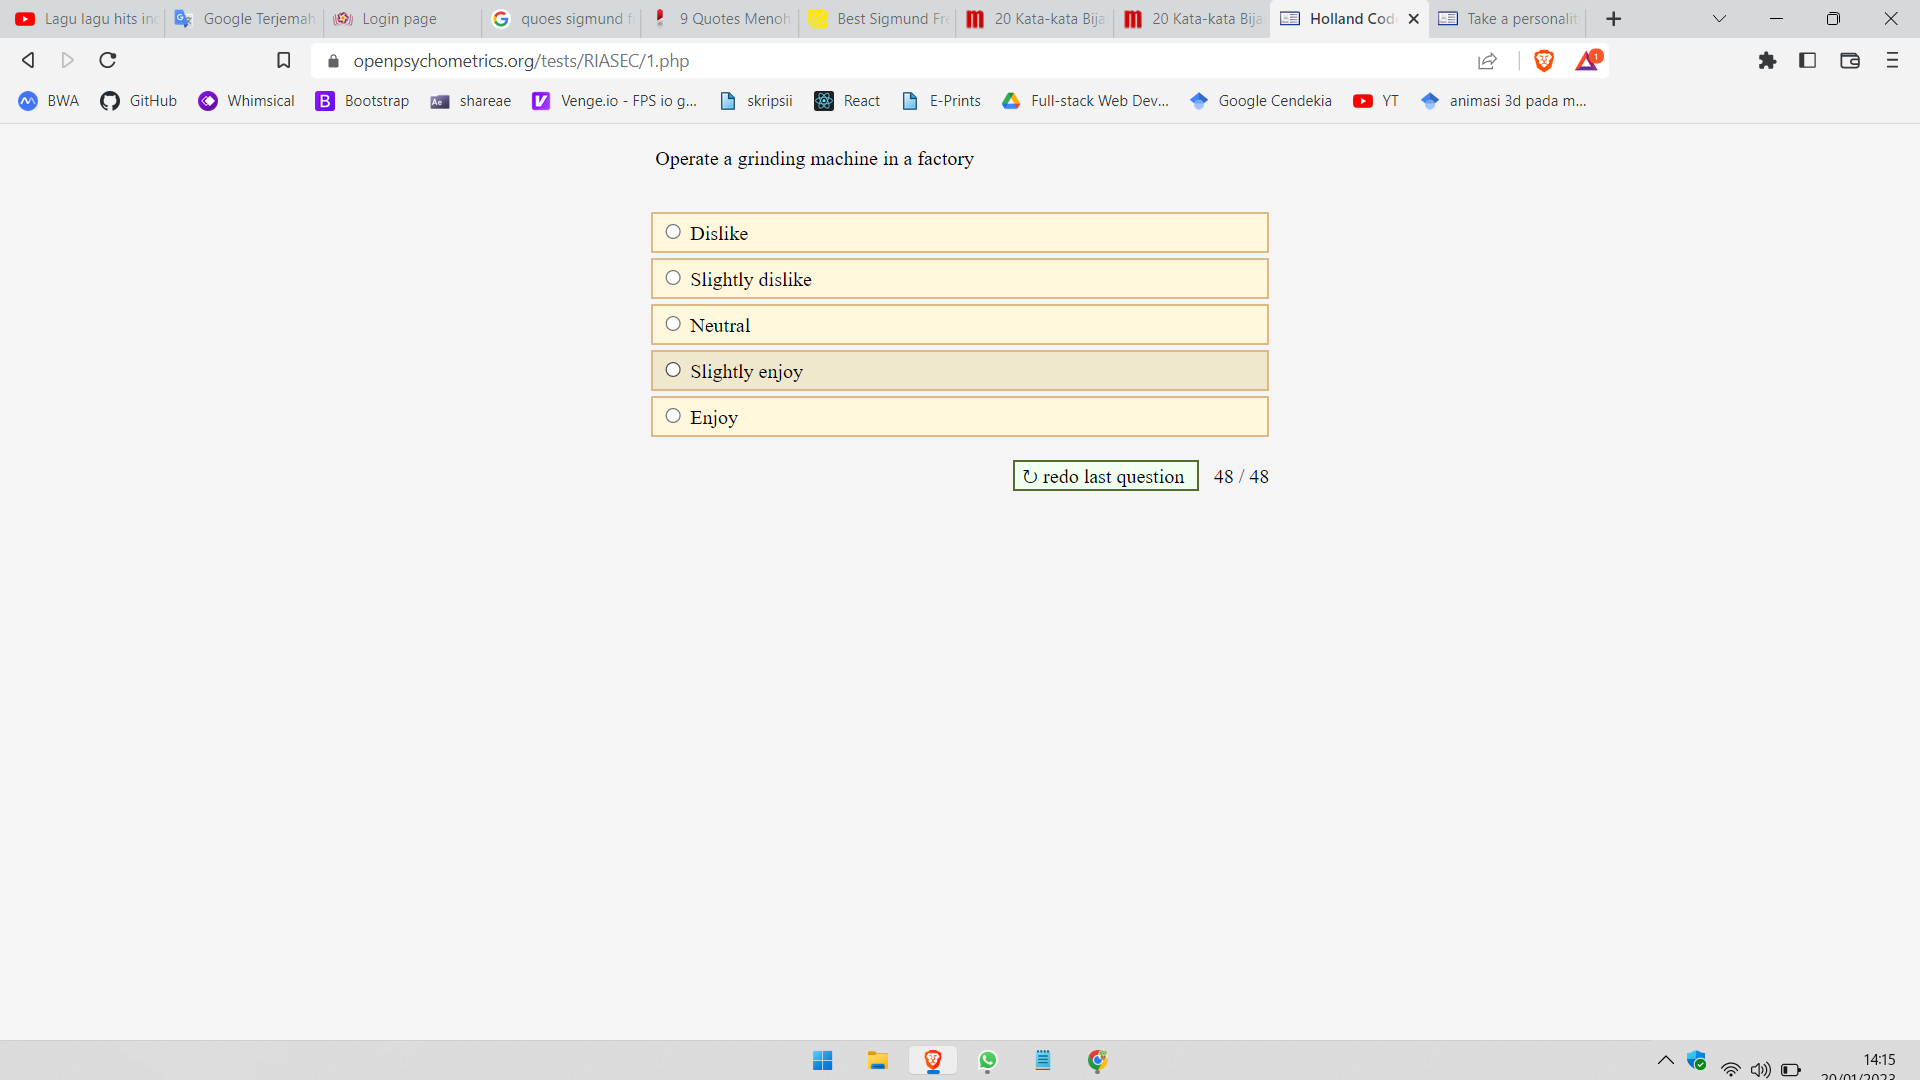 Lagu lagu hits ind
Google Terjemah
Login page
quoes sigmund fr
9 Quotes Menoh
Best Sigmund Fre
20 Kata-kata Bija
20 Kata-kata Bija
Holland Cod
Take a personalit
openpsychometrics.org/tests/RIASEC/1.php
1
BWA
GitHub
Whimsical
Bootstrap
shareae
Venge.io - FPS io g...
skripsii
React
E-Prints
Full-stack Web Dev...
Google Cendekia
YT
animasi 3d pada m...
Operate a grinding machine in a factory
Dislike
Slightly dislike
Neutral
Slightly enjoy
Enjoy
↻ redo last question
48 / 48
14:15
20/01/2023